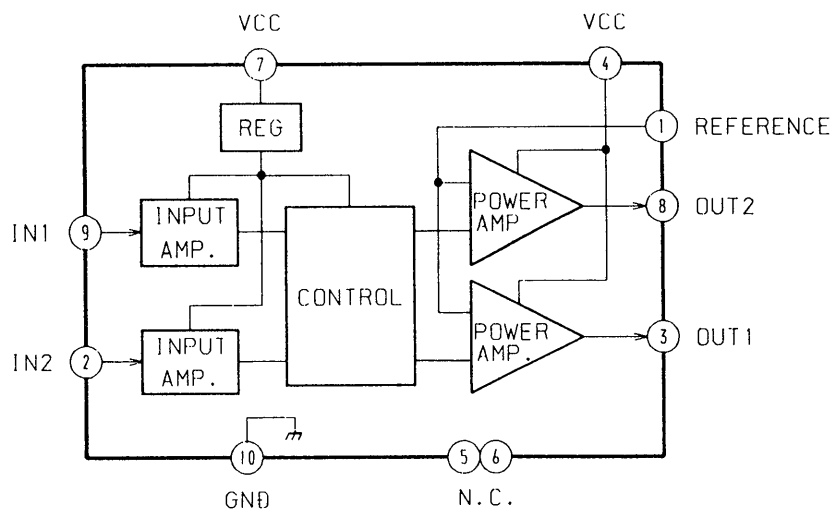 VCC
VCC
7
4
REG
1
REFERENCE
POWER
AMP
8
OUT2
IN1
9
INPUT
AMP.
CONTROL
POWER
AMP.
3
OUT1
IN2
2
INPUT
AMP.
10
5
6
GND
N.C.